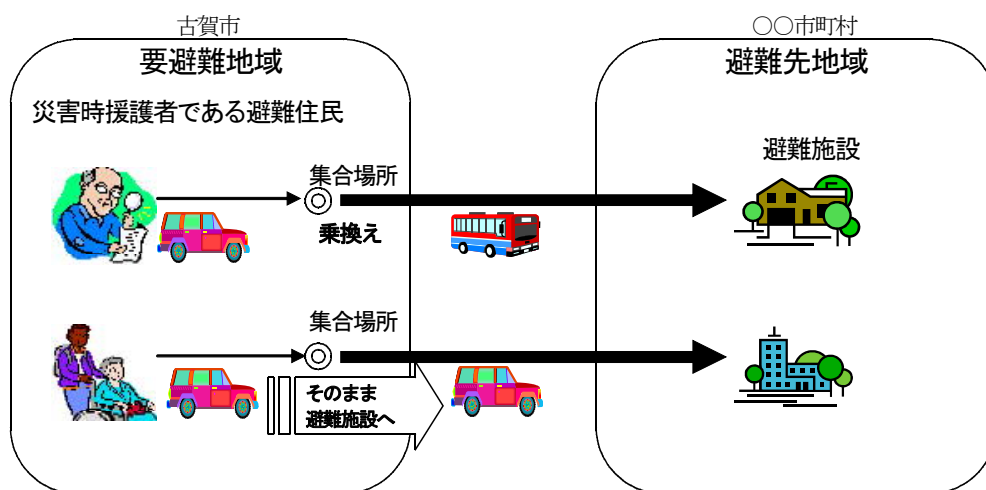 古賀市
〇〇市町村
要避難地域
避難先地域
災害時援護者である避難住民
避難施設
集合場所
乗換え
集合場所
そのまま
避難施設へ